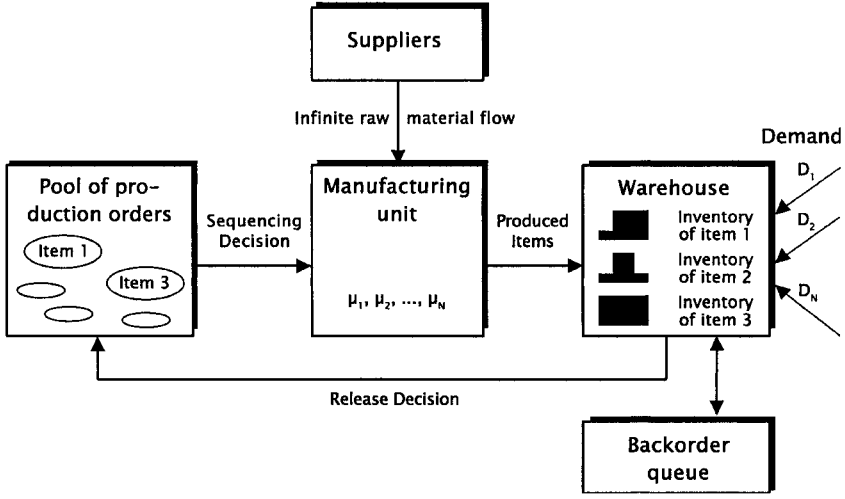 Suppliers
Infinite raw material flow
Demand
Pool of pro-
duction orders
Item 1
Item 3
Sequencing
Decision
Manufacturing
unit
μ1, μ2, ..., μN
Produced
Items
Warehouse
Inventory
of item 1
Inventory
of item 2
Inventory
of item 3
D1
D2
DN
Release Decision
Backorder
queue